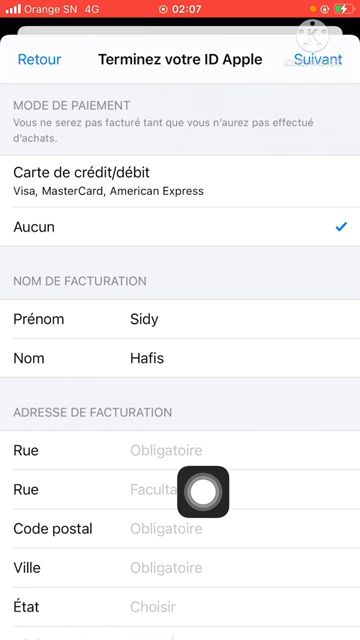 Orange SN 4G 02:07
Retour Terminez votre ID Apple Suivant
MODE DE PAIEMENT
Vous ne serez pas facturé tant que vous n’aurez pas effectué
d’achats.
Carte de crédit/débit
Visa, MasterCard, American Express
Aucun
NOM DE FACTURATION
Prénom Sidy
Nom Hafis
ADRESSE DE FACTURATION
Rue Obligatoire
Rue Faculta
Code postal Obligatoire
Ville Obligatoire
État Choisir